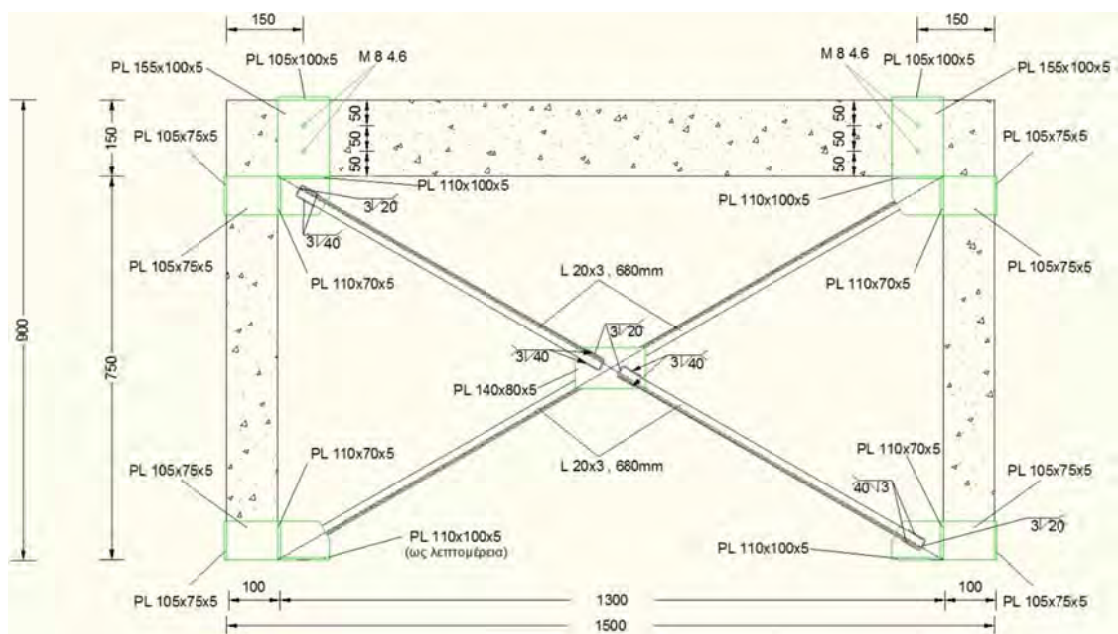 150
150
M 8 4.6
M 8 4.6
PL 105x100x5
PL 105x100x5
PL 155x100x5
PL 155x100x5
50
50
50
50
50
50
150
PL 105x75x5
PL 105x75x5
PL 110x100x5
PL 110x100x5
3 20
3 40
PL 105x75x5
PL 110x70x5
PL 110x70x5
PL 105x75x5
L 20x3 , 680mm
900
750
3 20
3 40
3 40
PL 140x80x5
PL 105x75x5
PL 110x70x5
L 20x3 , 680mm
PL 110x70x5
PL 105x75x5
40 3
3 20
PL 110x100x5
(ως λεπτομέρεια)
PL 110x100x5
PL 105x75x5
100
1300
100
PL 105x75x5
1500